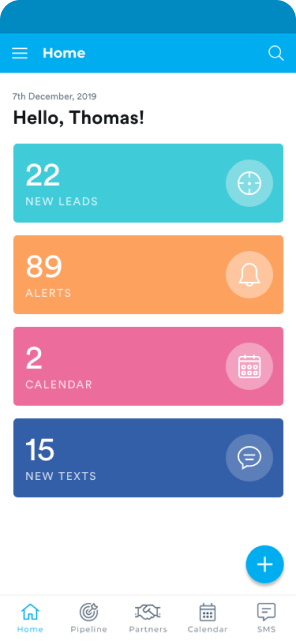 Home
7th December, 2019
Hello, Thomas!
22
NEW LEADS
89
ALERTS
2
CALENDAR
15
NEW TEXTS
Home Pipeline Partners Calendar SMS